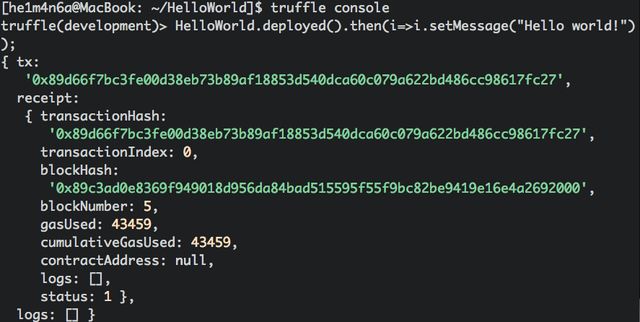 [he1m4n6a@MacBook: ~/HelloWorld]$ truffle console
truffle(development)> HelloWorld.deployed().then(i=>i.setMessage("Hello world!")
);
{ tx:
'0x89d66f7bc3fe00d38eb73b89af18853d540dca60c079a622bd486cc98617fc27',
receipt:
{ transactionHash:
'0x89d66f7bc3fe00d38eb73b89af18853d540dca60c079a622bd486cc98617fc27',
transactionIndex: 0,
blockHash:
'0x89c3ad0e8369f949018d956da84bad515595f55f9bc82be9419e16e4a2692000',
blockNumber: 5,
gasUsed: 43459,
cumulativeGasUsed: 43459,
contractAddress: null,
logs: [],
status: 1 },
logs: [] }